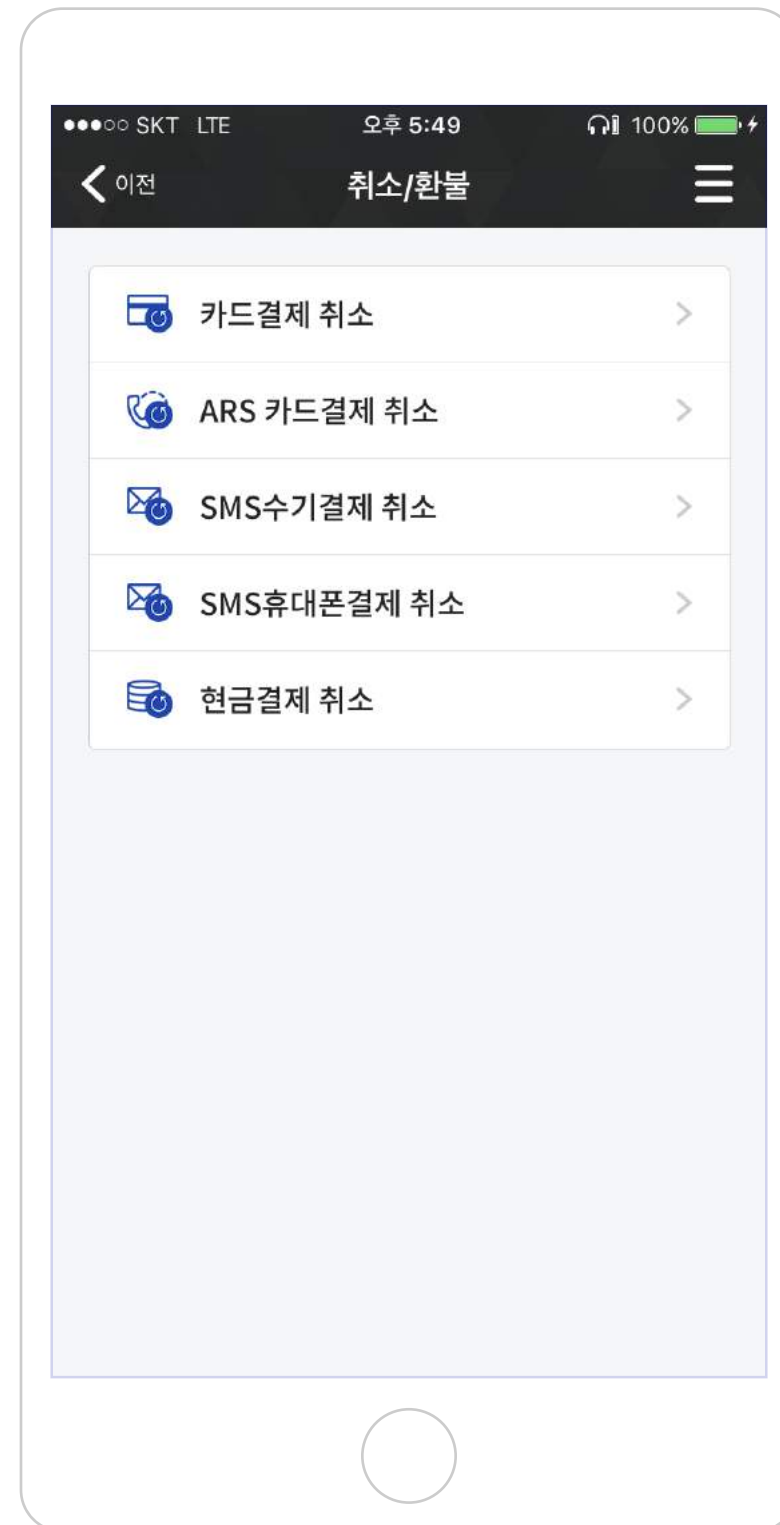 SKT LTE 오후 5:49 100%
이전 취소/환불
카드결제 취소
ARS 카드결제 취소
SMS수기결제 취소
SMS휴대폰결제 취소
현금결제 취소